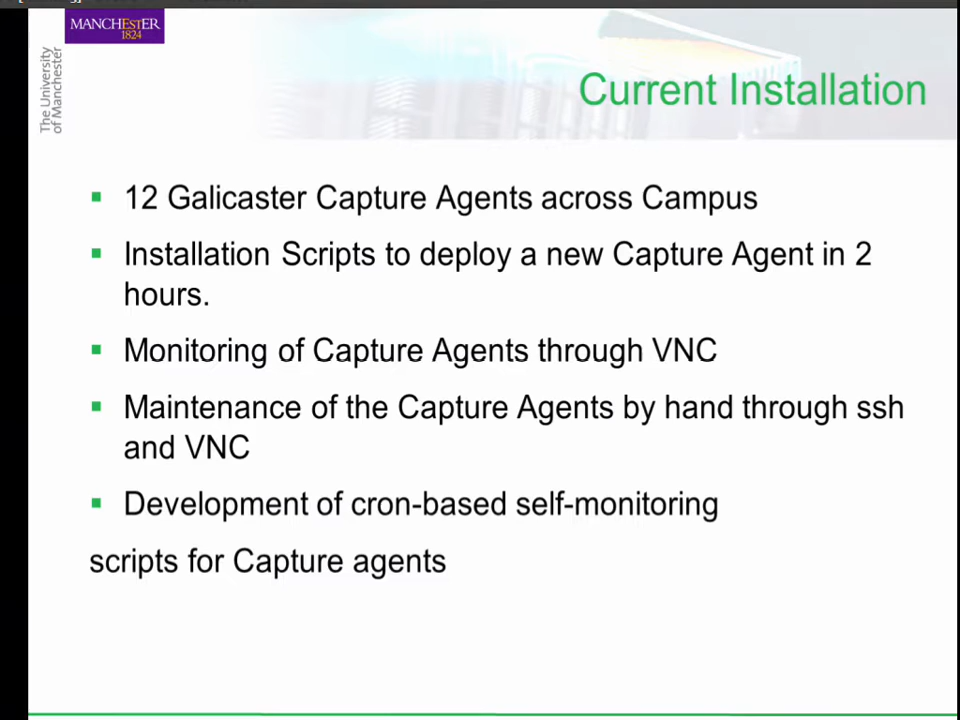 MANCHESTER
1824
The University
of Manchester
Current Installation
▪ 12 Galicaster Capture Agents across Campus
▪ Installation Scripts to deploy a new Capture Agent in 2
hours.
▪ Monitoring of Capture Agents through VNC
▪ Maintenance of the Capture Agents by hand through ssh
and VNC
▪ Development of cron-based self-monitoring
scripts for Capture agents